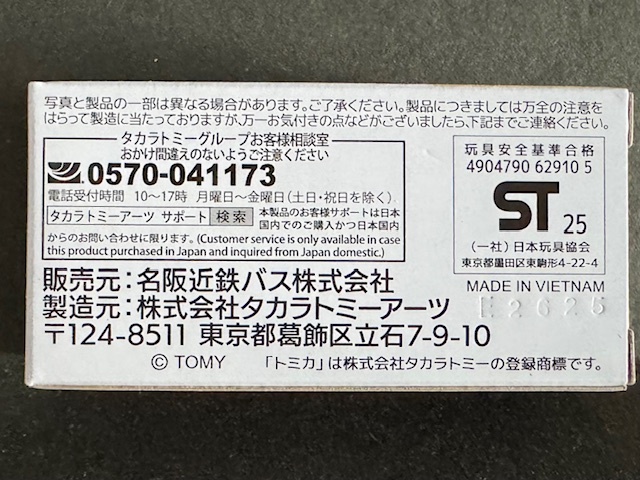 写真と製品の一部は異なる場合があります。ご了承ください。製品につきましては万全の注意を
はらって製造に当たっておりますが、万一お気付きの点などがございましたら、下記までご連絡ください。
タカラトミーグループお客様相談室
おかけ間違えのないようご注意ください
0570-041173
電話受付時間 10〜17時 月曜日〜金曜日(土日・祝日を除く)
タカラトミーアーツ サポート 検索 本製品のお客様サポートは日本
国内でのご購入かつ日本国内
からのお問い合わせに限ります。(Customer service is only available in case
this product purchased in Japan and inquired from Japan domestic.)
玩具安全基準合格
4904790 62910 5
ST 25
(一社)日本玩具協会
東京都墨田区東駒形4-22-4
MADE IN VIETNAM
E2625
販売元:名阪近鉄バス株式会社
製造元:株式会社タカラトミーアーツ
〒124-8511 東京都葛飾区立石7-9-10
© TOMY 「トミカ」は株式会社タカラトミーの登録商標です。